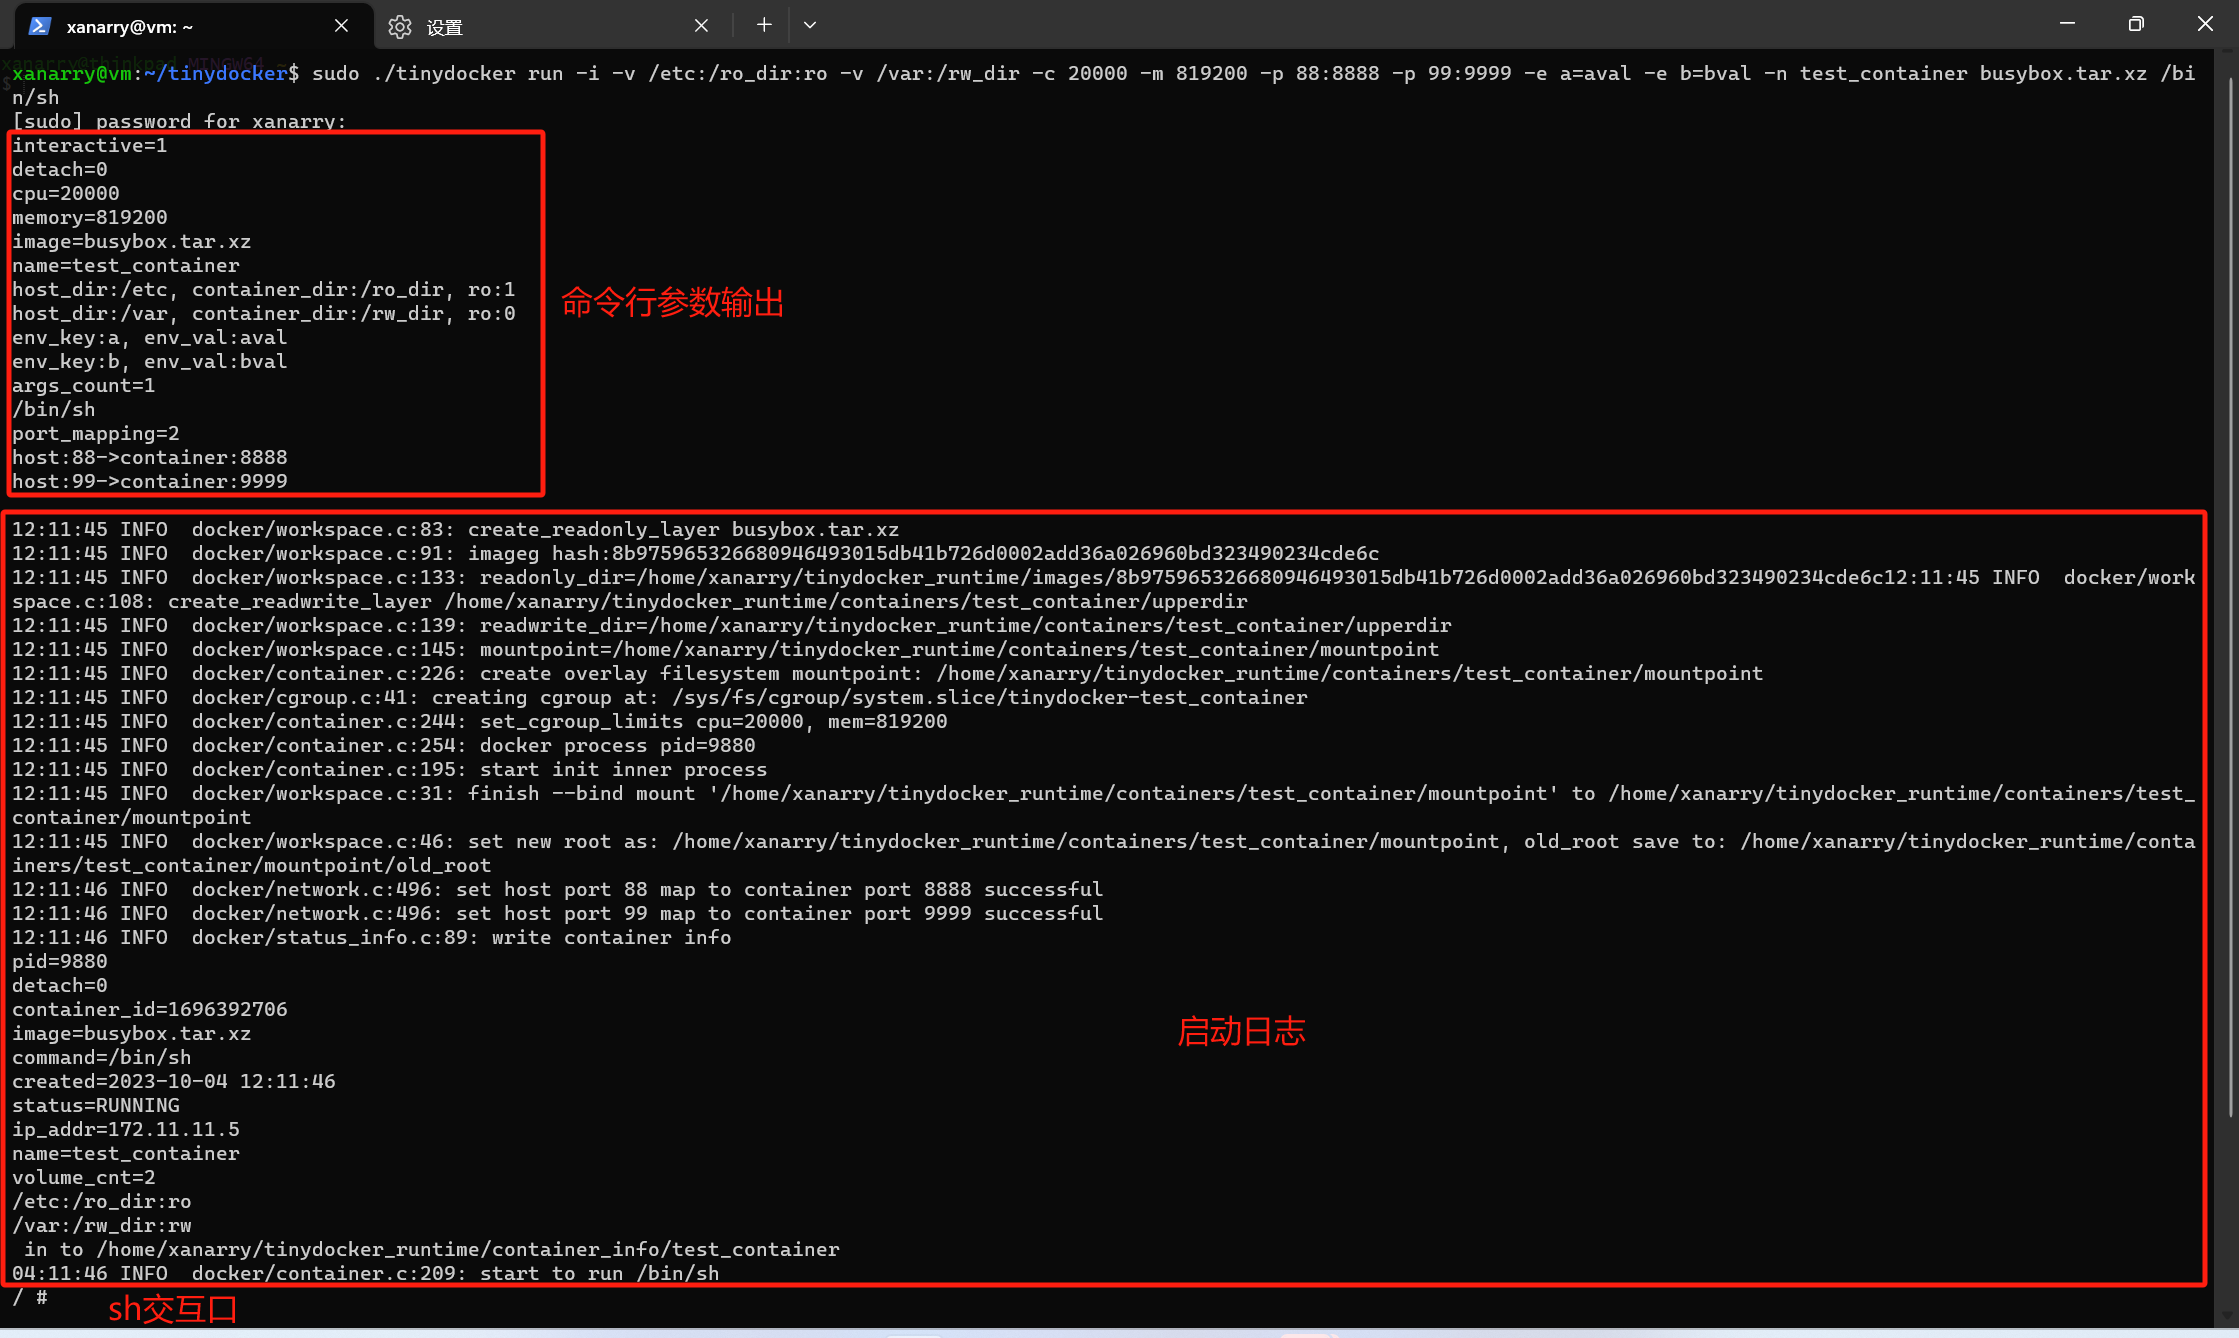 xanarry@vm: ~
设置
xanarry@vm:~/tinydocker$ sudo ./tinydocker run -i -v /etc:/ro_dir:ro -v /var:/rw_dir -c 20000 -m 819200 -p 88:8888 -p 99:9999 -e a=aval -e b=bval -n test_container busybox.tar.xz /bi
n/sh
[sudo] password for xanarry:
interactive=1
detach=0
cpu=20000
memory=819200
image=busybox.tar.xz
name=test_container
host_dir:/etc, container_dir:/ro_dir, ro:1
host_dir:/var, container_dir:/rw_dir, ro:0
命令行参数输出
env_key:a, env_val:aval
env_key:b, env_val:bval
args_count=1
/bin/sh
port_mapping=2
host:88->container:8888
host:99->container:9999
12:11:45 INFO  docker/workspace.c:83: create_readonly_layer busybox.tar.xz
12:11:45 INFO  docker/workspace.c:91: imageg hash:8b9759653266809464930​15db41b726d0002add36a026960bd323490234cde6c
12:11:45 INFO  docker/workspace.c:133: readonly_dir=/home/xanarry/tinydocker_runtime/images/8b975965326680946493015db41b726d0002add36a026960bd323490234cde6c12:11:45 INFO  docker/work
space.c:108: create_readwrite_layer /home/xanarry/tinydocker_runtime/containers/test_container/upperdir
12:11:45 INFO  docker/workspace.c:139: readwrite_dir=/home/xanarry/tinydocker_runtime/containers/test_container/upperdir
12:11:45 INFO  docker/workspace.c:145: mountpoint=/home/xanarry/tinydocker_runtime/containers/test_container/mountpoint
12:11:45 INFO  docker/container.c:226: create overlay filesystem mountpoint: /home/xanarry/tinydocker_runtime/containers/test_container/mountpoint
12:11:45 INFO  docker/cgroup.c:41: creating cgroup at: /sys/fs/cgroup/system.slice/tinydocker-test_container
12:11:45 INFO  docker/container.c:244: set_cgroup_limits cpu=20000, mem=819200
12:11:45 INFO  docker/container.c:254: docker process pid=9880
12:11:45 INFO  docker/container.c:195: start init inner process
12:11:45 INFO  docker/workspace.c:31: finish --bind mount '/home/xanarry/tinydocker_runtime/containers/test_container/mountpoint' to /home/xanarry/tinydocker_runtime/containers/test_
container/mountpoint
12:11:45 INFO  docker/workspace.c:46: set new root as: /home/xanarry/tinydocker_runtime/containers/test_container/mountpoint, old_root save to: /home/xanarry/tinydocker_runtime/conta
iners/test_container/mountpoint/old_root
12:11:46 INFO  docker/network.c:496: set host port 88 map to container port 8888 successful
12:11:46 INFO  docker/network.c:496: set host port 99 map to container port 9999 successful
12:11:46 INFO  docker/status_info.c:89: write container info
pid=9880
detach=0
container_id=1696392706
image=busybox.tar.xz
启动日志
command=/bin/sh
created=2023-10-04 12:11:46
status=RUNNING
ip_addr=172.11.11.5
name=test_container
volume_cnt=2
/etc:/ro_dir:ro
/var:/rw_dir:rw
 in to /home/xanarry/tinydocker_runtime/container_info/test_container
04:11:46 INFO  docker/container.c:209: start to run /bin/sh
/ #
sh交互口